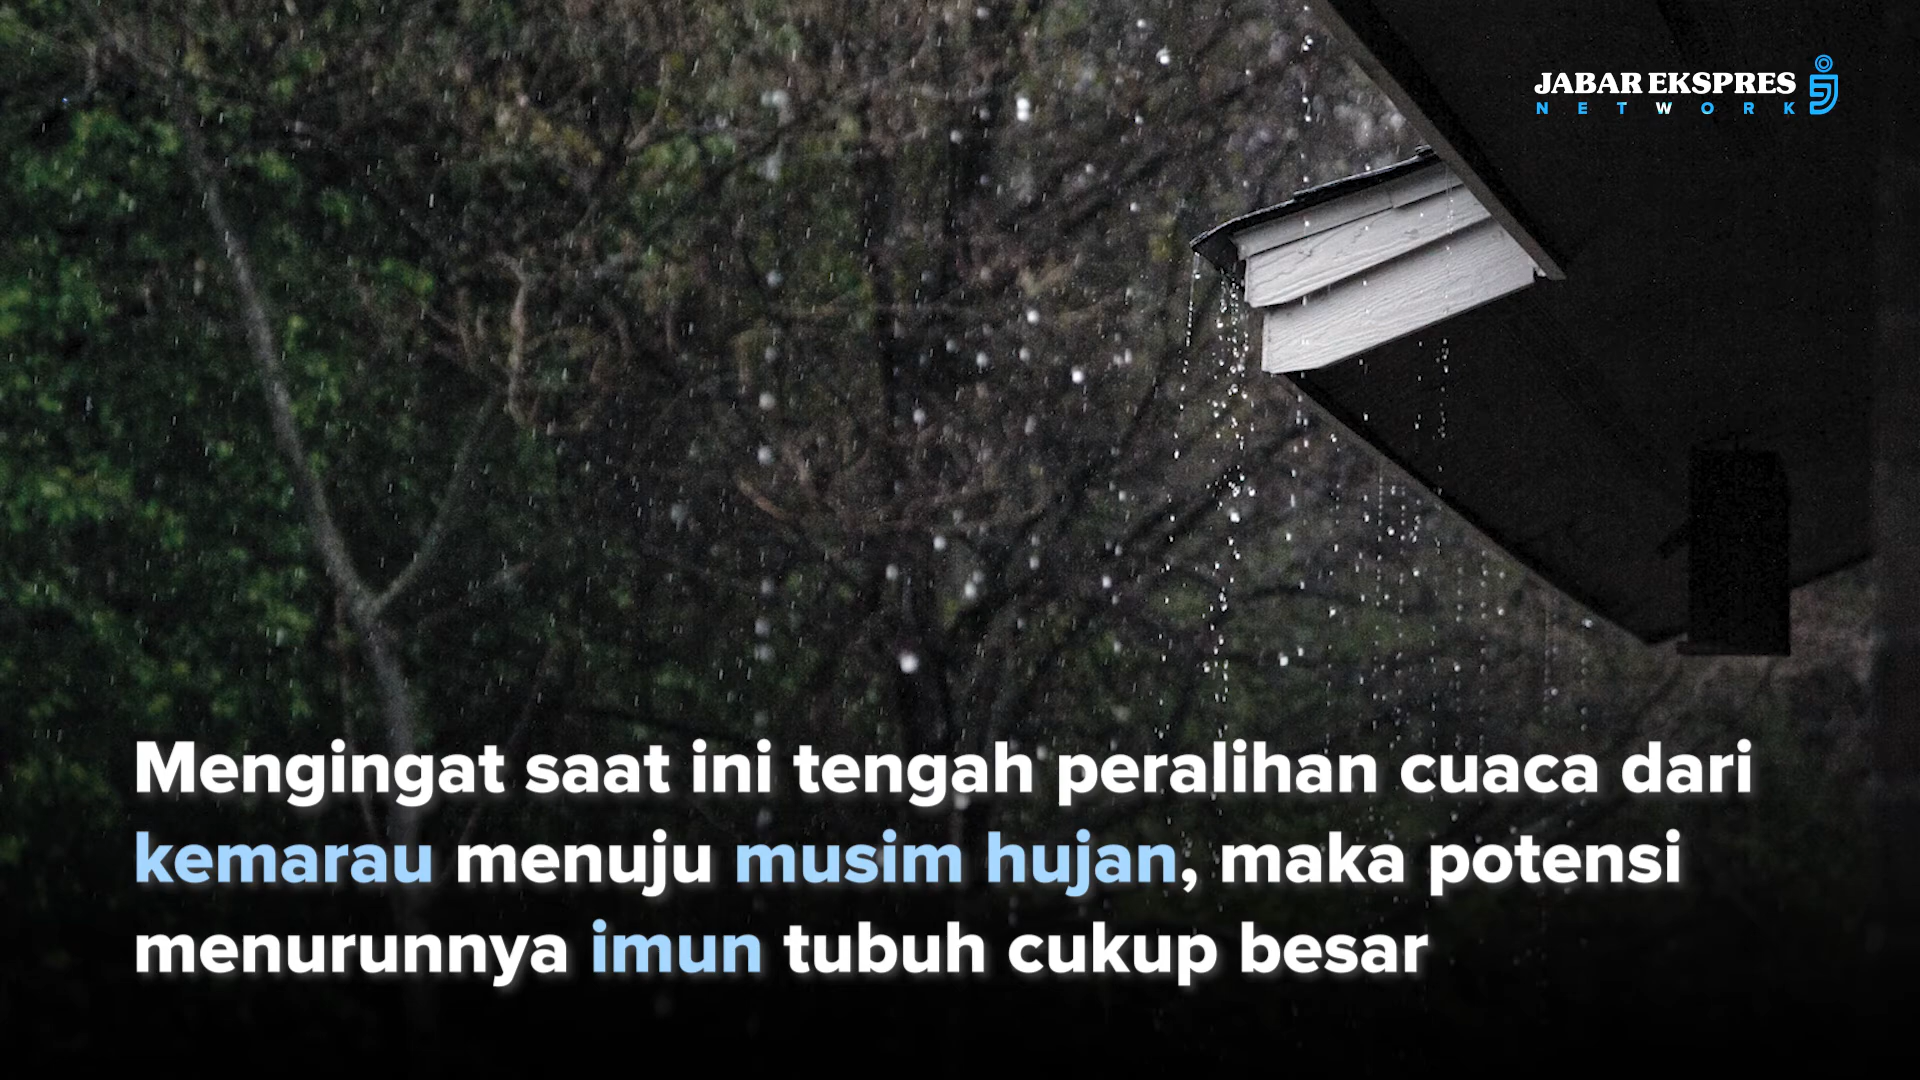 JABAR EKSPRES
NETWORK
Mengingat saat ini tengah peralihan cuaca dari
kemarau menuju musim hujan, maka potensi
menurunnya imun tubuh cukup besar